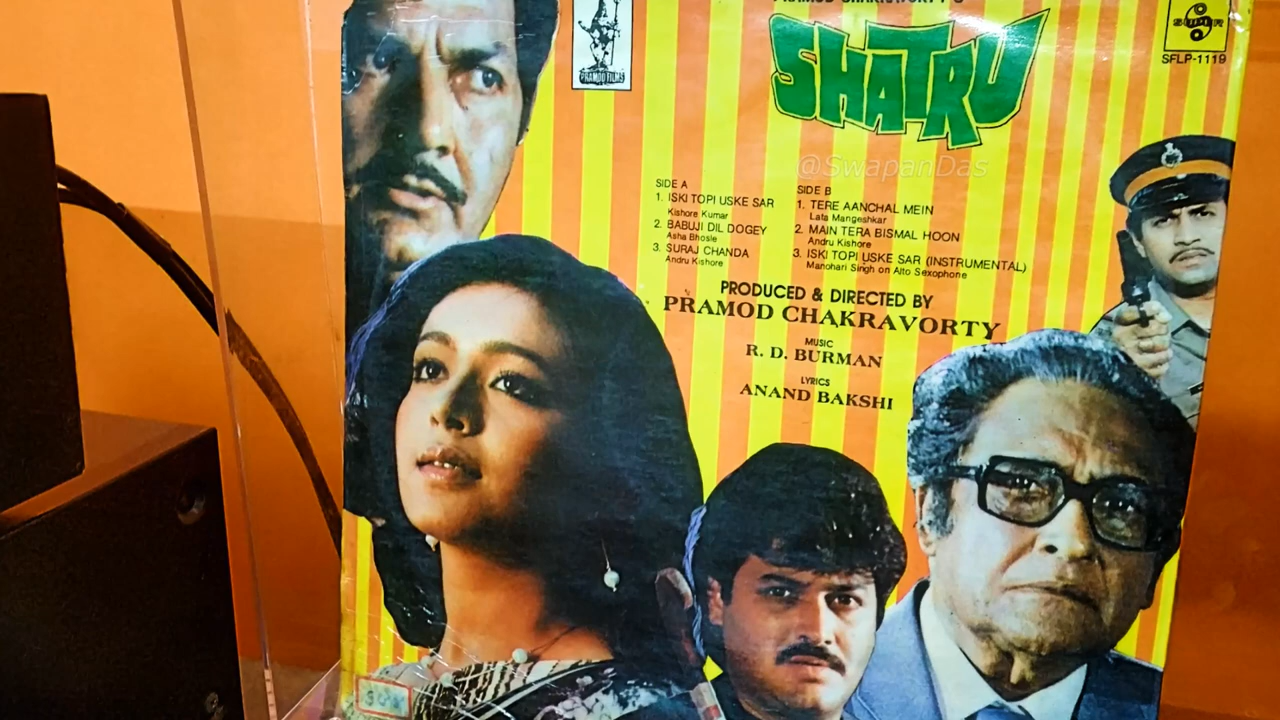 PRAMOD CHAKRAVORTY'S
SHATRU
PRAMOD FILMS
SUPER
SFLP-1119
@SwapanDas
SIDE A
1. ISKI TOPI USKE SAR
Kishore Kumar
2. BABUJI DIL DOGEY
Asha Bhosle
3. SURAJ CHANDA
Andru Kishore
SIDE B
1. TERE AANCHAL MEIN
Lata Mangeshkar
2. MAIN TERA BISMAL HOON
Andru Kishore
3. ISKI TOPI USKE SAR (INSTRUMENTAL)
Manohari Singh on Alto Sexophone
PRODUCED & DIRECTED BY
PRAMOD CHAKRAVORTY
MUSIC
R. D. BURMAN
LYRICS
ANAND BAKSHI